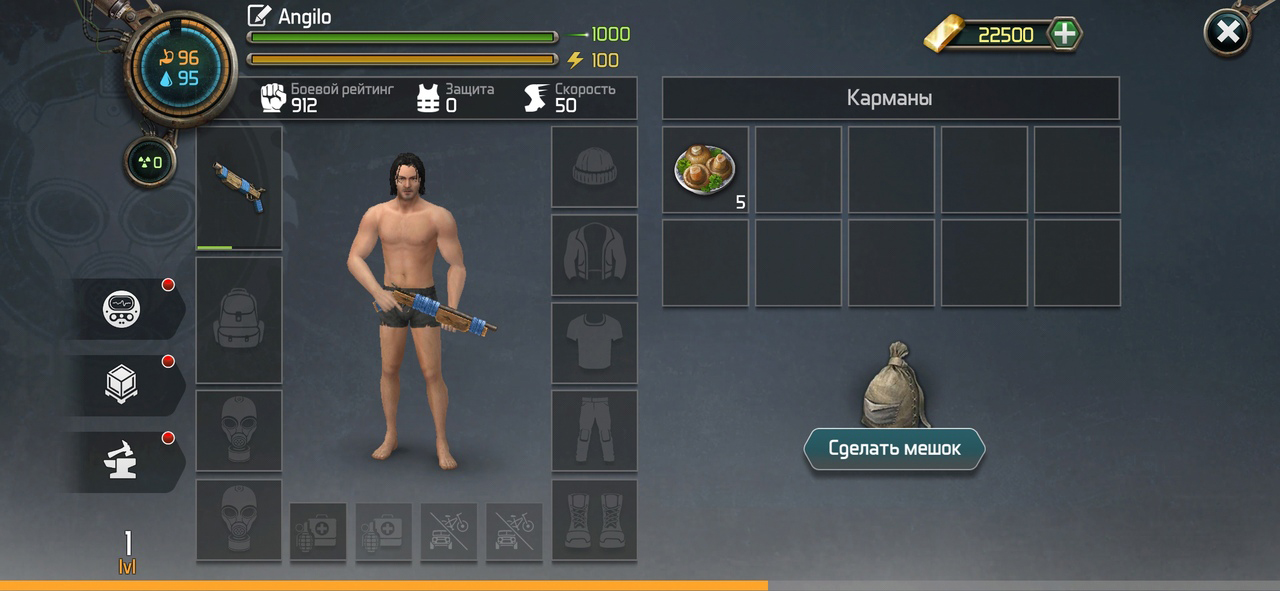 Angilo
1000
100
96
95
0
Боевой рейтинг
912
Защита
0
Скорость
50
22500
Карманы
5
Сделать мешок
1
lvl